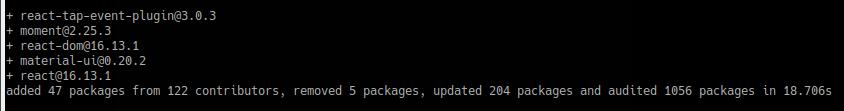 + react-tap-event-plugin@3.0.3
+ moment@2.25.3
+ react-dom@16.13.1
+ material-ui@0.20.2
+ react@16.13.1
added 47 packages from 122 contributors, removed 5 packages, updated 204 packages and audited 1056 packages in 18.706s